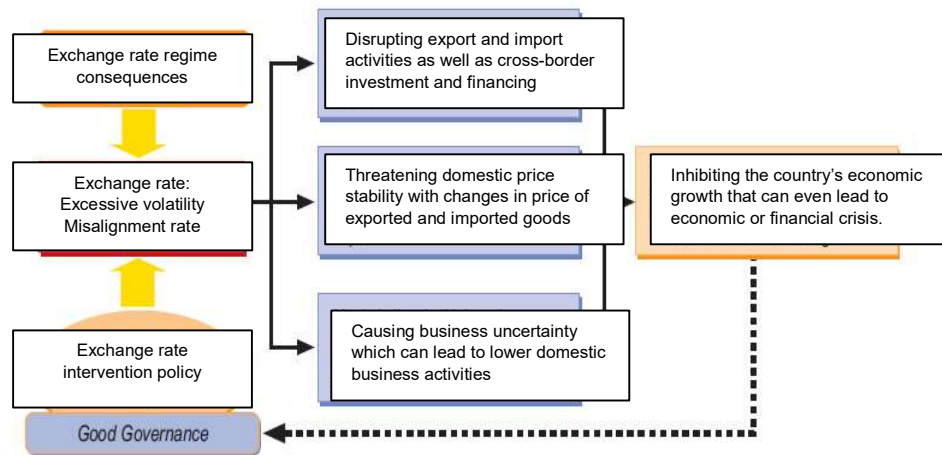 Exchange rate regime
consequences
Exchange rate:
Excessive volatility
Misalignment rate
Exchange rate
intervention policy
Good Governance
Disrupting export and import
activities as well as cross-border
investment and financing
Threatening domestic price
stability with changes in price of
exported and imported goods
Causing business uncertainty
which can lead to lower domestic
business activities
Inhibiting the country’s economic
growth that can even lead to
economic or financial crisis.